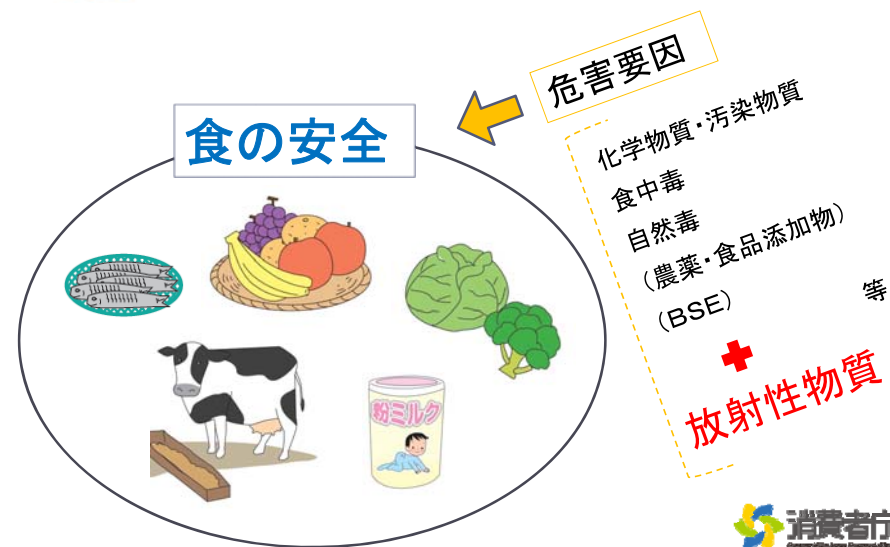 危害要因
食の安全
化学物質・汚染物質
食中毒
自然毒
（農薬・食品添加物）
（BSE） 等
放射性物質
粉ミルク
消費者庁